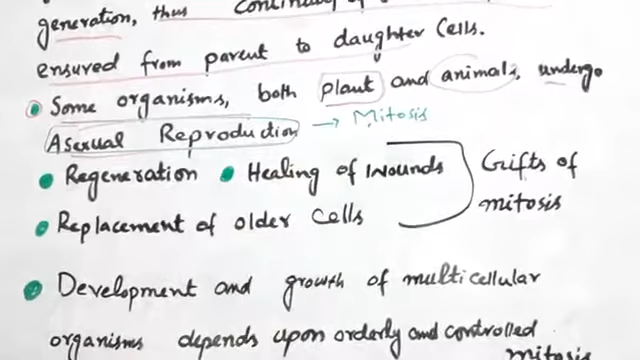 generation, thus continuity of
ensured from parent to daughter Cells.
Some organisms, both plant and animals, undergo
Asexual Reproduction → Mitosis
Regeneration Healing of Wounds
Gifts of
mitosis
Replacement of older Cells
Development and growth of multicellular
organisms depends upon orderly and controlled
mitosis